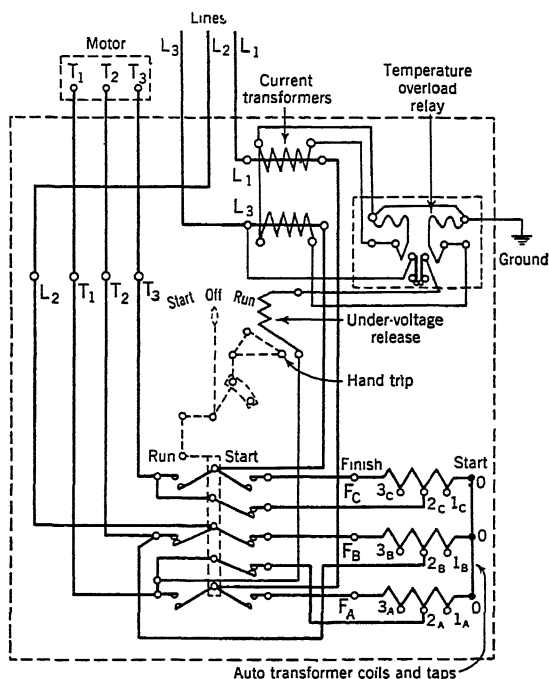 Lines
Motor
L3 L2 L1
T1 T2 T3
Current transformers
Temperature overload relay
L1
L3
Ground
L2 T1 T2 T3
Start Off Run
Under-voltage release
Hand trip
Run Start
Finish Start
FC 3C 2C 1C 0
FB 3B 2B 1B 0
FA 3A 2A 1A 0
Auto transformer coils and taps